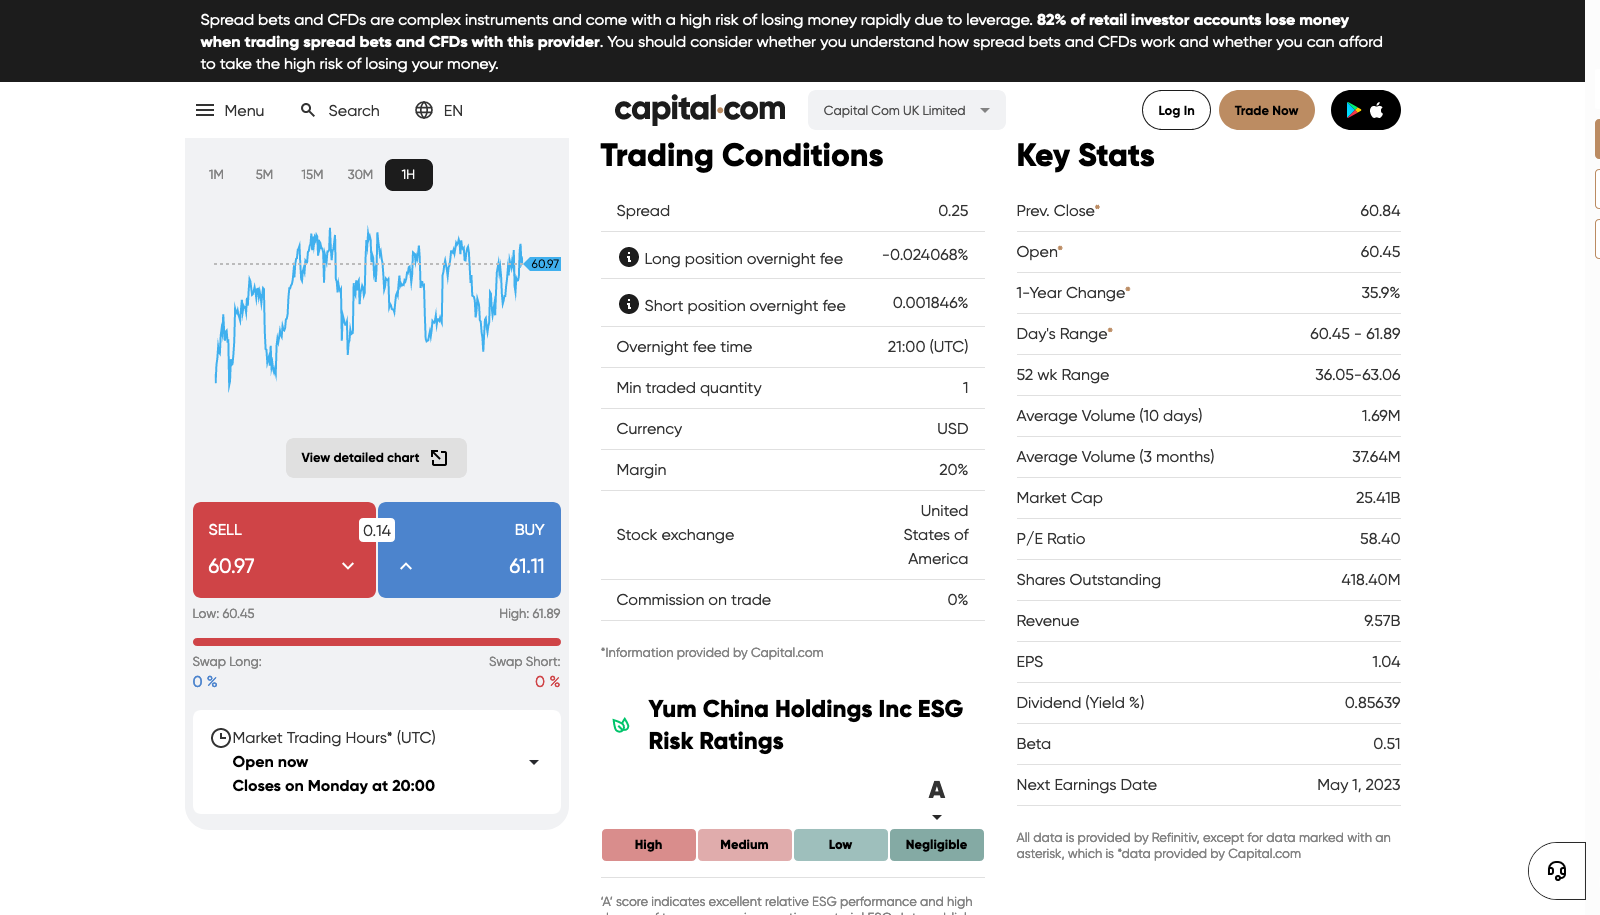 Spread bets and CFDs are complex instruments and come with a high risk of losing money rapidly due to leverage. 82% of retail investor accounts lose money
when trading spread bets and CFDs with this provider. You should consider whether you understand how spread bets and CFDs work and whether you can afford
to take the high risk of losing your money.
Menu Search EN
capital.com
Capital Com UK Limited
Log In Trade Now
1M 5M 15M 30M 1H
60.97
View detailed chart
SELL 0.14 BUY
60.97 61.11
Low: 60.45 High: 61.89
Swap Long: Swap Short:
0 % 0 %
Market Trading Hours* (UTC)
Open now
Closes on Monday at 20:00
Trading Conditions
Spread 0.25
Long position overnight fee -0.024068%
Short position overnight fee 0.001846%
Overnight fee time 21:00 (UTC)
Min traded quantity 1
Currency USD
Margin 20%
Stock exchange United
States of
America
Commission on trade 0%
*Information provided by Capital.com
Yum China Holdings Inc ESG
Risk Ratings
A
High Medium Low Negligible
'A' score indicates excellent relative ESG performance and high
Key Stats
Prev. Close* 60.84
Open* 60.45
1-Year Change* 35.9%
Day's Range* 60.45 - 61.89
52 wk Range 36.05-63.06
Average Volume (10 days) 1.69M
Average Volume (3 months) 37.64M
Market Cap 25.41B
P/E Ratio 58.40
Shares Outstanding 418.40M
Revenue 9.57B
EPS 1.04
Dividend (Yield %) 0.85639
Beta 0.51
Next Earnings Date May 1, 2023
All data is provided by Refinitiv, except for data marked with an
asterisk, which is *data provided by Capital.com